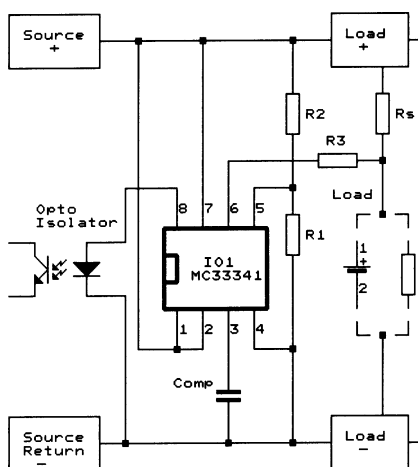 Source
+
Load
+
R2
Rs
R3
Load
Opto
Isolator
8 7 6 5
IO1
MC33341
R1
1
+
2
1 2 3 4
Comp
Source
Return
-
Load
-